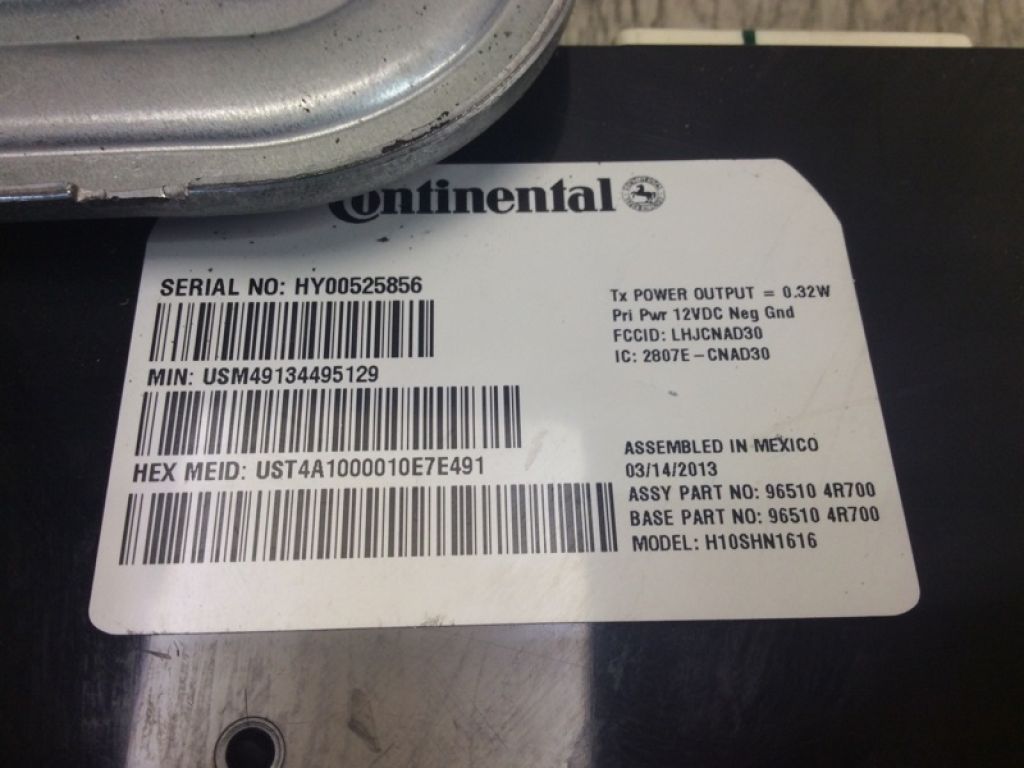 Continental
SERIAL NO: HY00525856
MIN: USM49134495129
HEX MEID: UST4A1000010E7E491
Tx POWER OUTPUT = 0.32W
Pri Pwr 12VDC Neg Gnd
FCCID: LHJCNAD30
IC: 2807E-CNAD30
ASSEMBLED IN MEXICO
03/14/2013
ASSY PART NO: 96510 4R700
BASE PART NO: 96510 4R700
MODEL: H10SHN1616